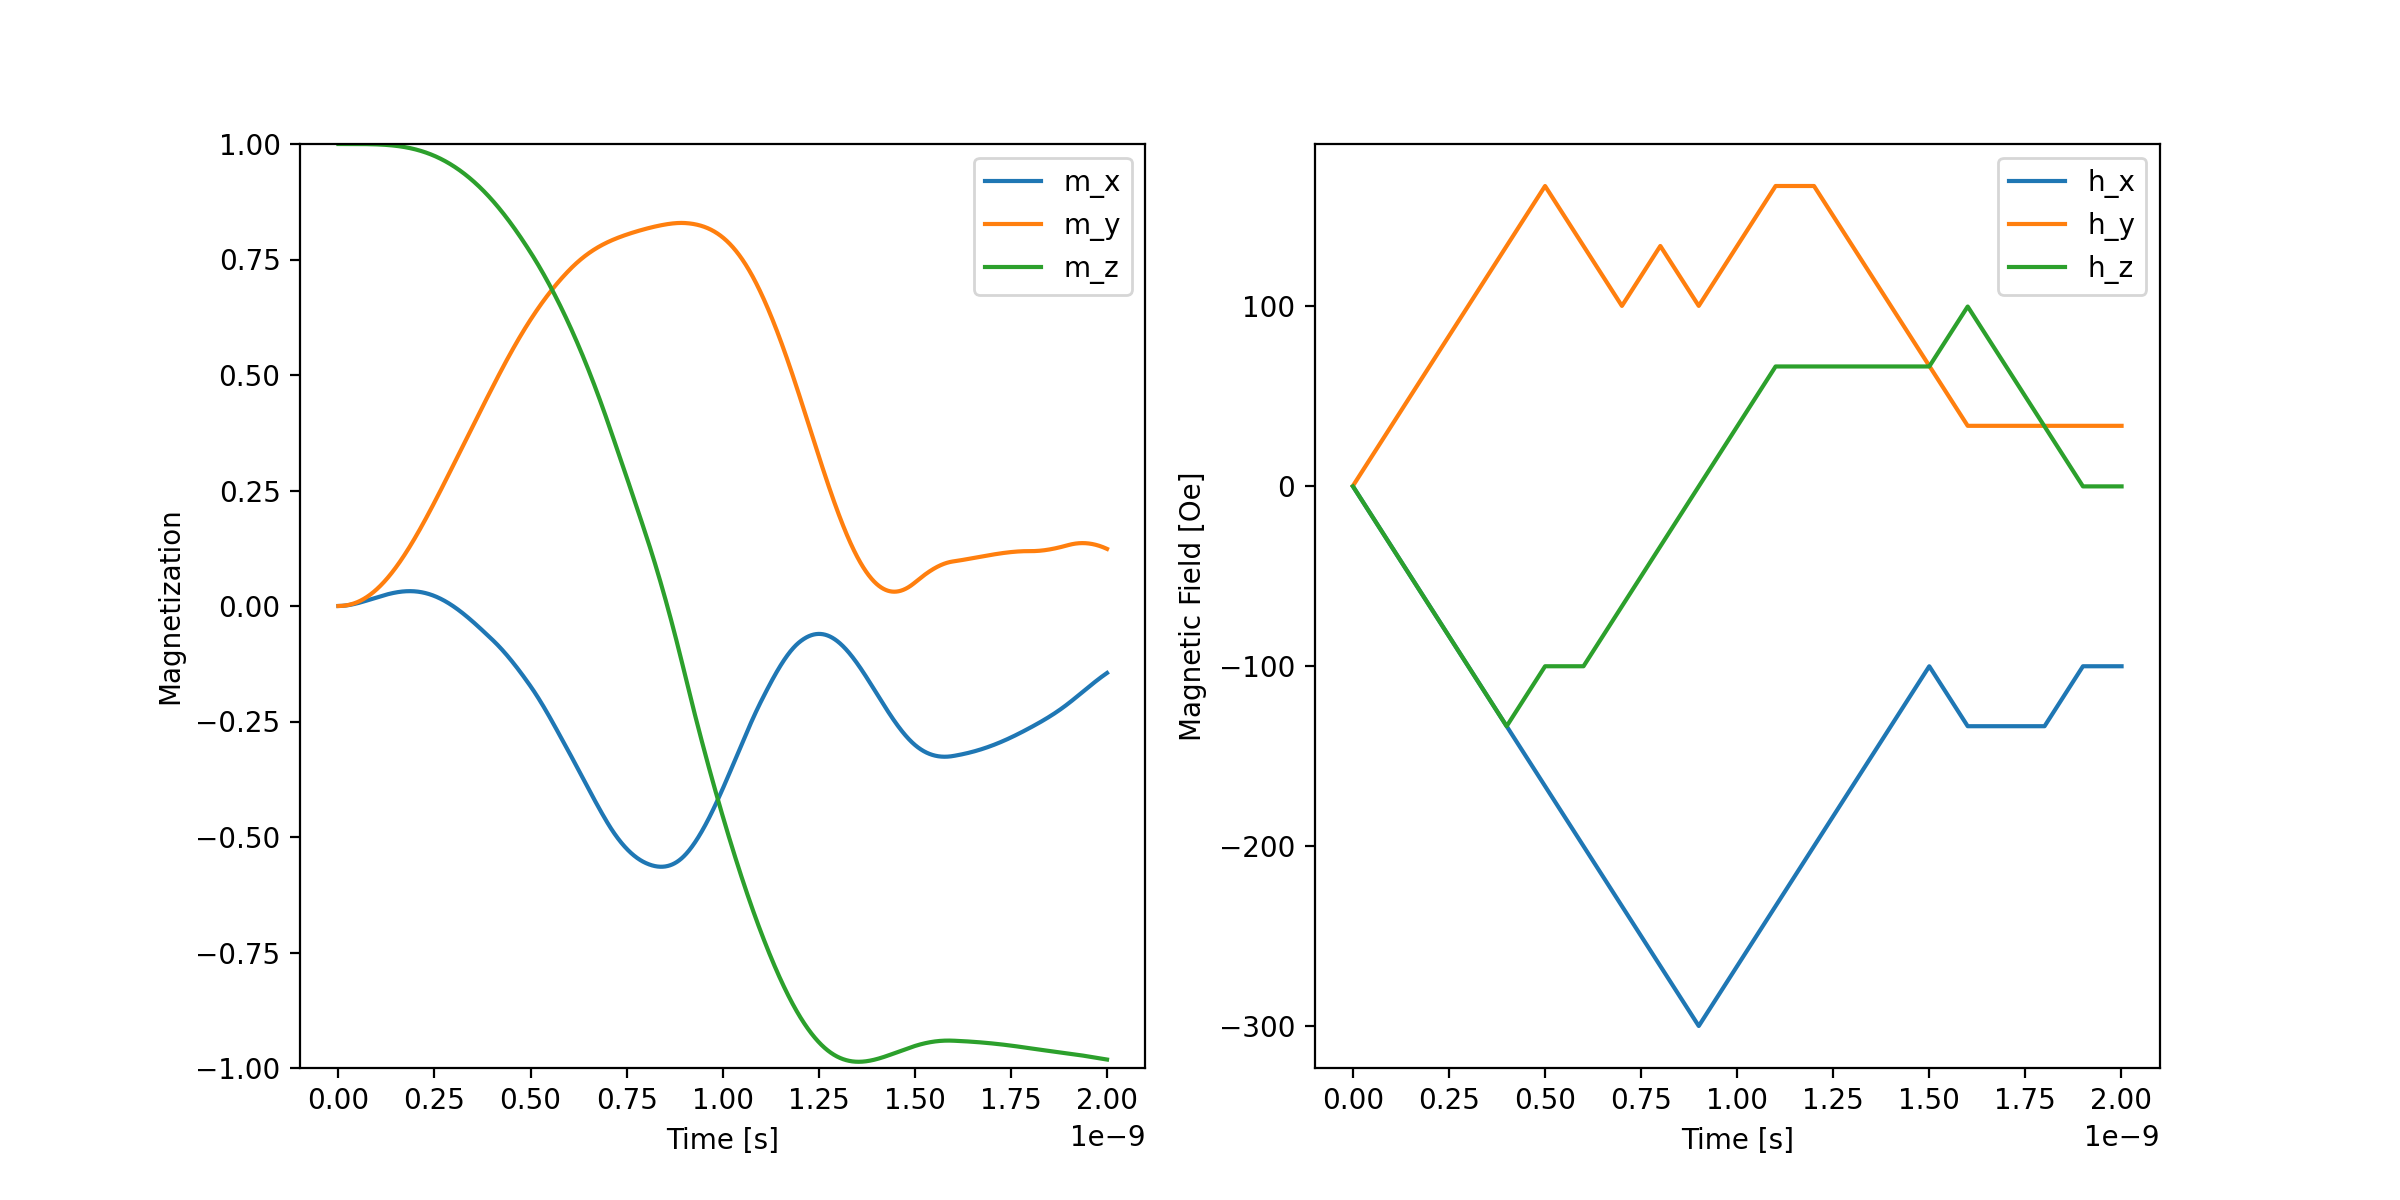 1.00
0.75
0.50
0.25
0.00
−0.25
−0.50
−0.75
−1.00
Magnetization
m_x
m_y
m_z
0.00 0.25 0.50 0.75 1.00 1.25 1.50 1.75 2.00
Time [s]
1e−9
100
0
−100
−200
−300
Magnetic Field [Oe]
h_x
h_y
h_z
0.00 0.25 0.50 0.75 1.00 1.25 1.50 1.75 2.00
Time [s]
1e−9